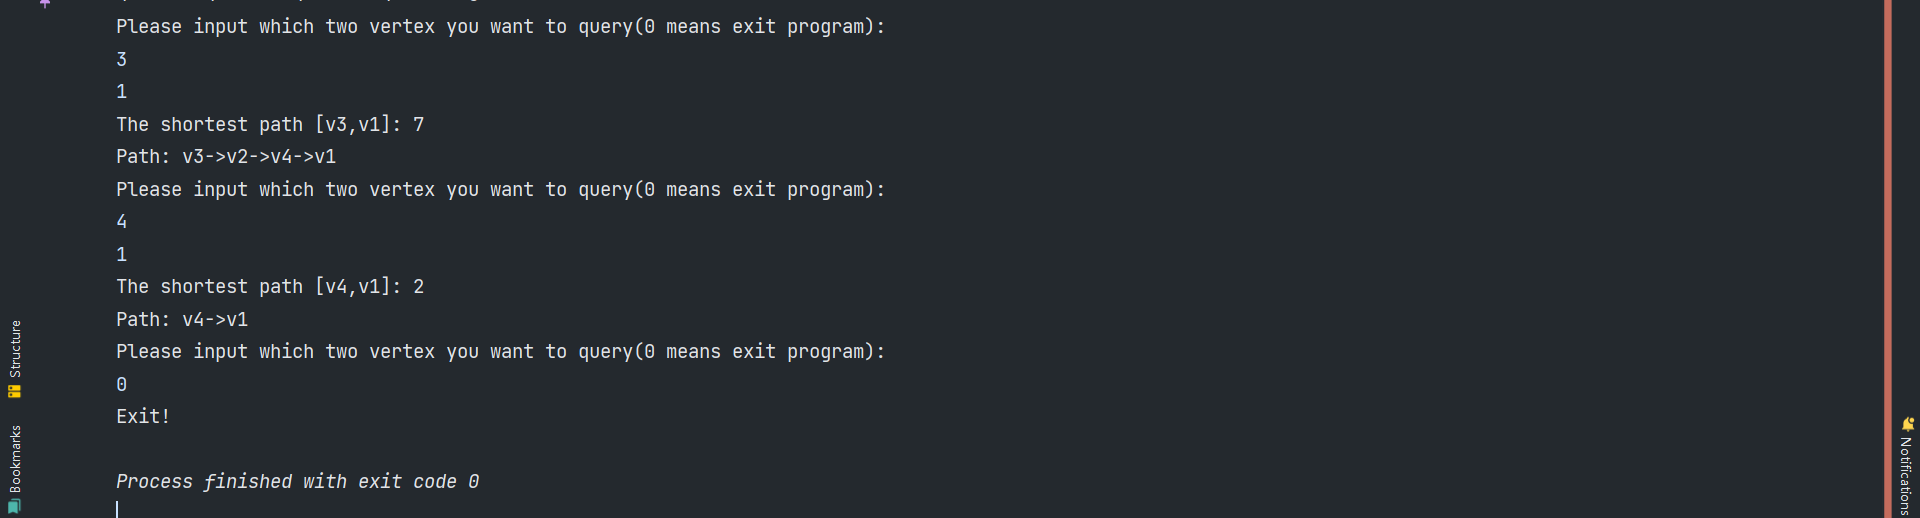 Please input which two vertex you want to query(0 means exit program):
3
1
The shortest path [v3,v1]: 7
Path: v3->v2->v4->v1
Please input which two vertex you want to query(0 means exit program):
4
1
The shortest path [v4,v1]: 2
Path: v4->v1
Please input which two vertex you want to query(0 means exit program):
0
Exit!
Process finished with exit code 0
Structure
Bookmarks
Notifications